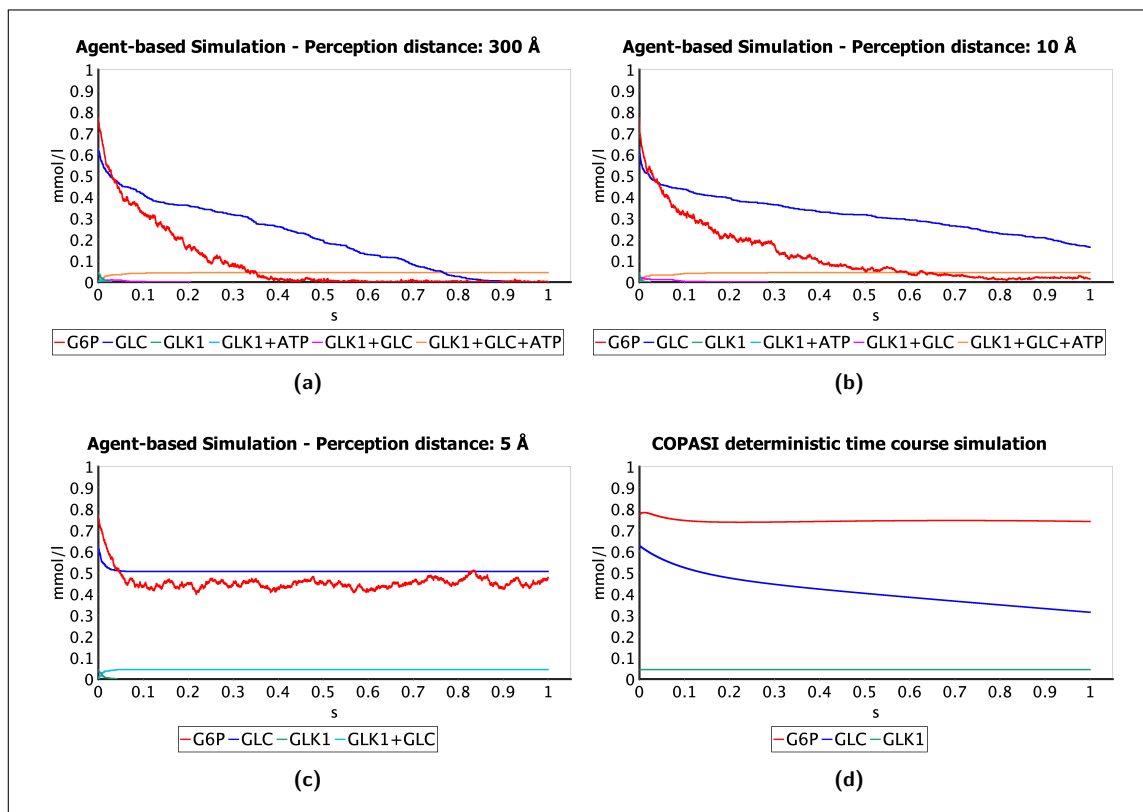 Agent-based Simulation - Perception distance: 300 Å
1
0.9
0.8
0.7
0.6
0.5
0.4
0.3
0.2
0.1
0
mmol/l
0 0.1 0.2 0.3 0.4 0.5 0.6 0.7 0.8 0.9 1
s
G6P GLC GLK1 GLK1+ATP GLK1+GLC GLK1+GLC+ATP
(a)
Agent-based Simulation - Perception distance: 10 Å
1
0.9
0.8
0.7
0.6
0.5
0.4
0.3
0.2
0.1
0
mmol/l
0 0.1 0.2 0.3 0.4 0.5 0.6 0.7 0.8 0.9 1
s
G6P GLC GLK1 GLK1+ATP GLK1+GLC GLK1+GLC+ATP
(b)
Agent-based Simulation - Perception distance: 5 Å
1
0.9
0.8
0.7
0.6
0.5
0.4
0.3
0.2
0.1
0
mmol/l
0 0.1 0.2 0.3 0.4 0.5 0.6 0.7 0.8 0.9 1
s
G6P GLC GLK1 GLK1+GLC
(c)
COPASI deterministic time course simulation
1
0.9
0.8
0.7
0.6
0.5
0.4
0.3
0.2
0.1
0
mmol/l
0 0.1 0.2 0.3 0.4 0.5 0.6 0.7 0.8 0.9 1
s
G6P GLC GLK1
(d)